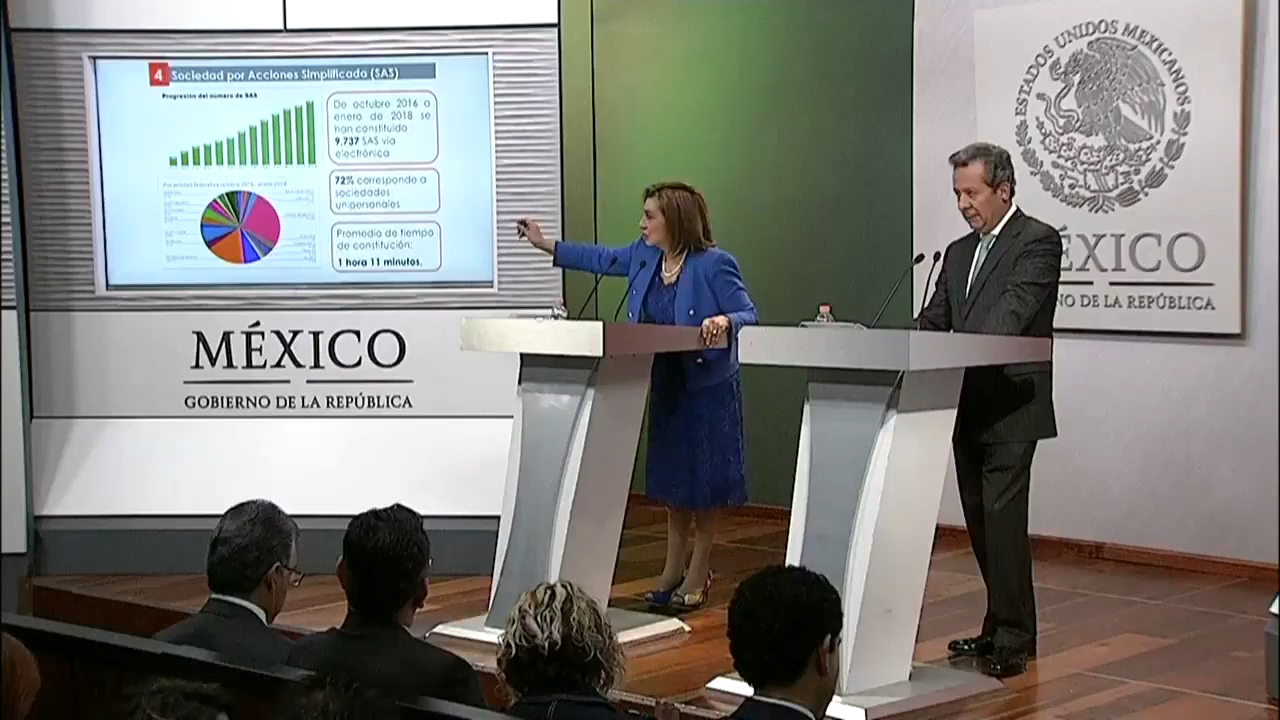 4 Sociedad por Acciones Simplificada (SAS)
Progresión del número de SAS
De octubre 2016 a
enero de 2018 se
han constituido
9,737 SAS vía
electrónica
72% corresponde a
sociedades
unipersonales
Promedio de tiempo
de constitución:
1 hora 11 minutos.
MÉXICO
GOBIERNO DE LA REPÚBLICA
ESTADOS UNIDOS MEXICANOS
MÉXICO
NO DE LA REPÚBLICA